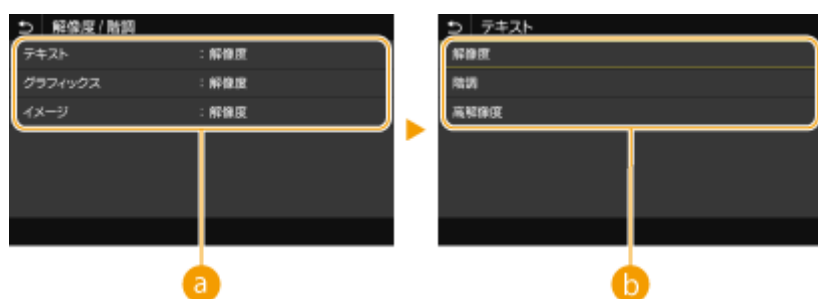 解像度 / 階調
テキスト : 解像度
グラフィックス : 解像度
イメージ : 解像度
a
テキスト
解像度
階調
高解像度
b